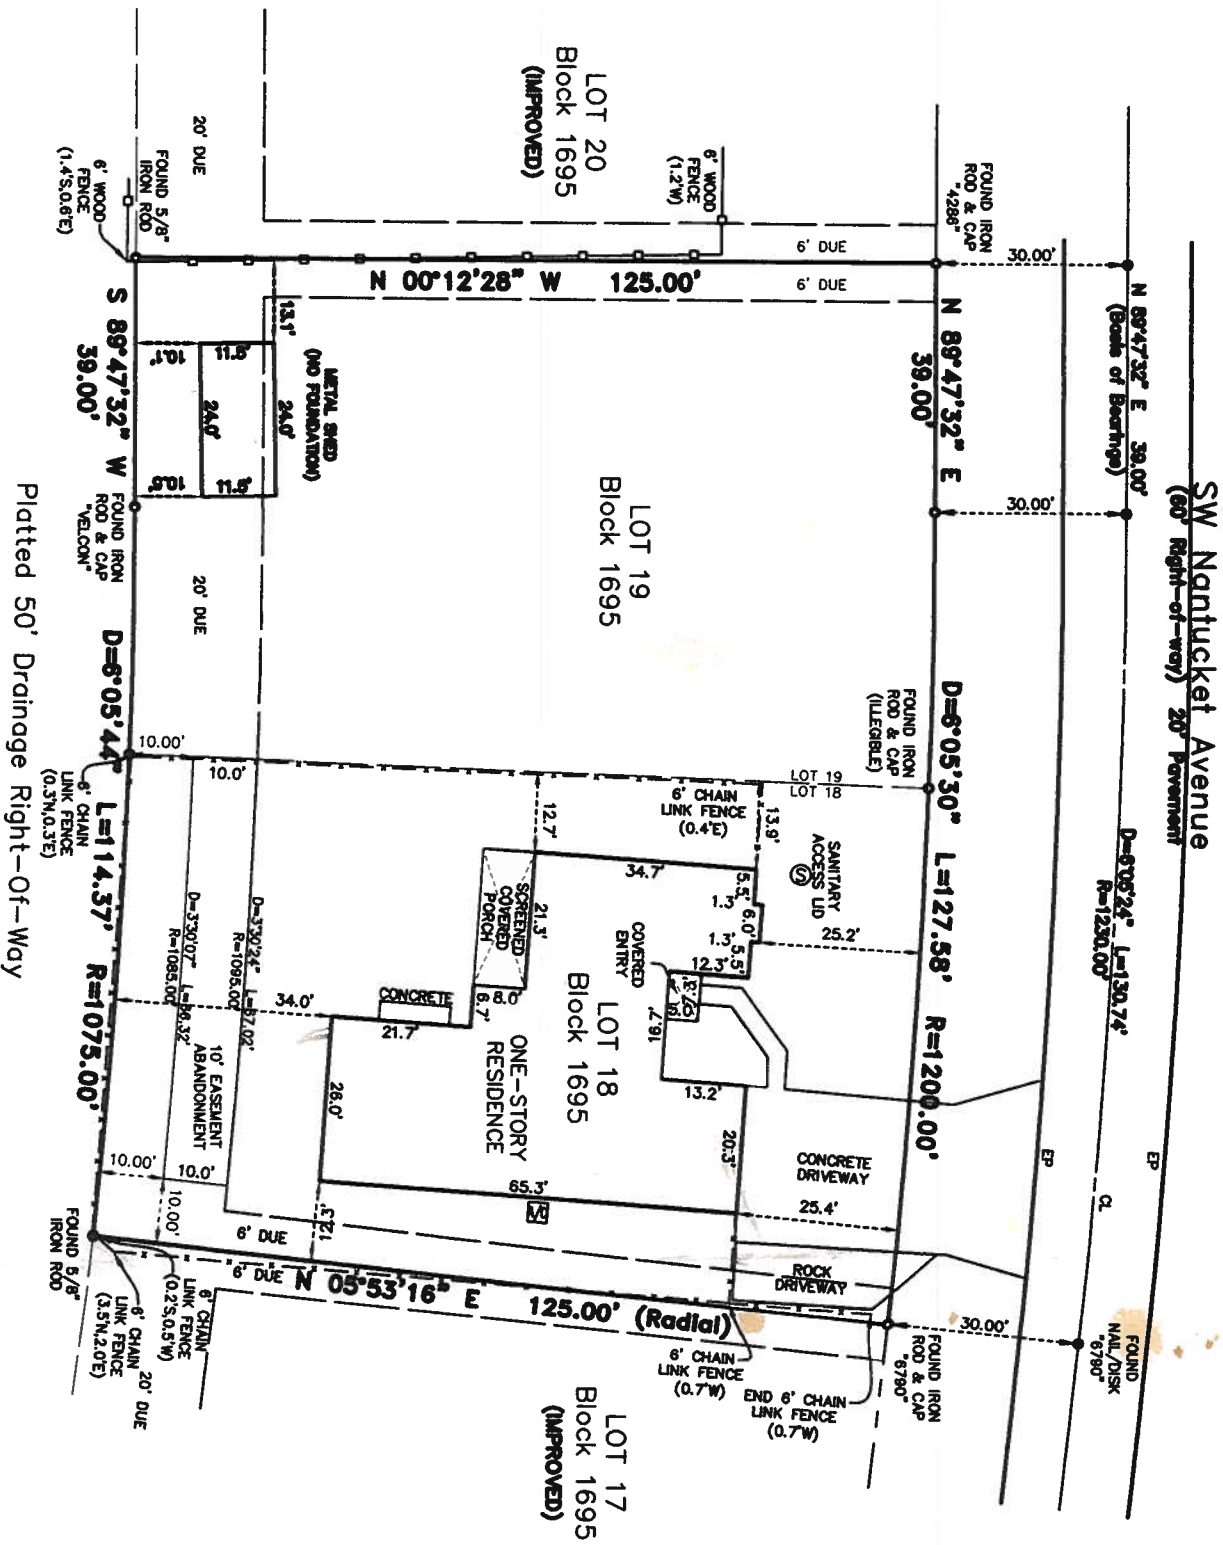 SW Nantucket Avenue
(60' Right-of-way) 20' Pavement
N 89°47'32" E 39.00'
(Basis of Bearings)
D=6°05'24" L=130.74'
R=1230.00'
EP
CL
EP
30.00'
30.00'
30.00'
FOUND
NAIL/DISK
"6790"
FOUND IRON
ROD & CAP
"4286"
N 89°47'32" E
39.00'
D=6°05'30" L=127.58' R=1200.00'
FOUND IRON
ROD & CAP
(ILLEGIBLE)
FOUND IRON
ROD & CAP
"6790"
6' DUE
6' DUE
6' WOOD
FENCE
(1.2'W)
LOT 20
Block 1695
(IMPROVED)
N 00°12'28" W 125.00'
LOT 19
Block 1695
LOT 19
LOT 18
6' CHAIN
LINK FENCE
(0.4'E)
13.9'
SANITARY
ACCESS LID
S
25.2'
5.5'
1.3'
6.0'
1.3'
5.5'
12.3'
COVERED
ENTRY
16.7'
13.2'
20.3'
CONCRETE
DRIVEWAY
25.4'
ROCK
DRIVEWAY
34.7'
12.7'
SCREENED
COVERED
PORCH
21.3'
8.0'
6.7'
CONCRETE
21.7'
LOT 18
Block 1695
ONE-STORY
RESIDENCE
65.3'
A/C
26.0'
34.0'
12.3'
6' DUE
6' DUE
N 05°53'16" E 125.00' (Radial)
6' CHAIN
LINK FENCE
(0.7'W)
END 6' CHAIN
LINK FENCE
(0.7'W)
LOT 17
Block 1695
(IMPROVED)
METAL SHED
(NO FOUNDATION)
13.1'
24.0'
11.5'
11.5'
24.0'
10.1'
10.5'
20' DUE
20' DUE
20' DUE
FOUND 5/8"
IRON ROD
6' WOOD
FENCE
(1.4'S,0.6'E)
S 89°47'32" W
39.00'
FOUND IRON
ROD & CAP
"VELCON"
D=6°05'44" L=114.37' R=1075.00'
10.00'
10.0'
6' CHAIN
LINK FENCE
(0.3'N,0.3'E)
D=3°30'24" L=67.02'
R=1095.00'
D=3°30'07" L=66.32'
R=1085.00'
10' EASEMENT
ABANDONMENT
10.00'
10.0'
10.00'
FOUND 5/8"
IRON ROD
6' CHAIN
LINK FENCE
(0.2'S,0.5'W)
6' CHAIN
LINK FENCE
(3.5'N,2.0'E)
Platted 50' Drainage Right-Of-Way